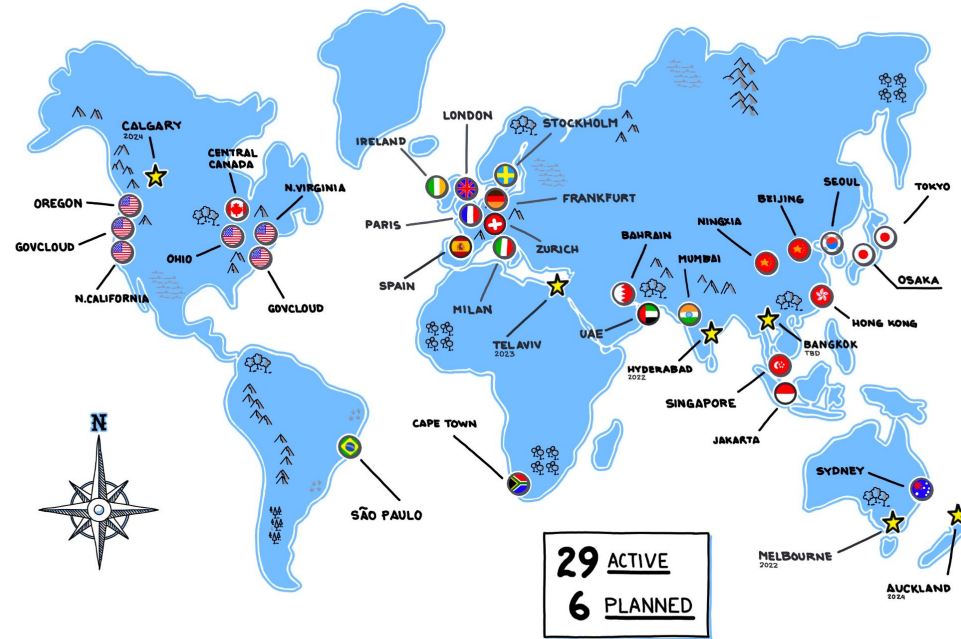 CALGARY
2024
CENTRAL
CANADA
N.VIRGINIA
OREGON
GOVCLOUD
OHIO
N.CALIFORNIA
GOVCLOUD
LONDON
IRELAND
STOCKHOLM
PARIS
FRANKFURT
ZURICH
SPAIN
MILAN
TELAVIV
2023
BAHRAIN
UAE
MUMBAI
HYDERABAD
2022
NINGXIA
BEIJING
SEOUL
TOKYO
OSAKA
HONG KONG
BANGKOK
TBD
SINGAPORE
JAKARTA
N
SÃO PAULO
CAPE TOWN
SYDNEY
MELBOURNE
2022
AUCKLAND
2024
29 ACTIVE
6 PLANNED